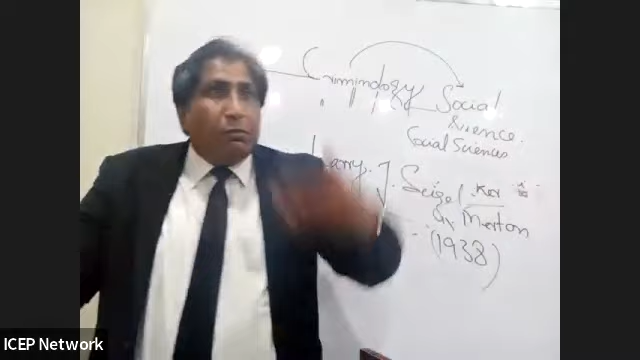 Criminology
Social
Science
Social Sciences
Larry. J. Seigel
Merton
(1938)
ICEP Network